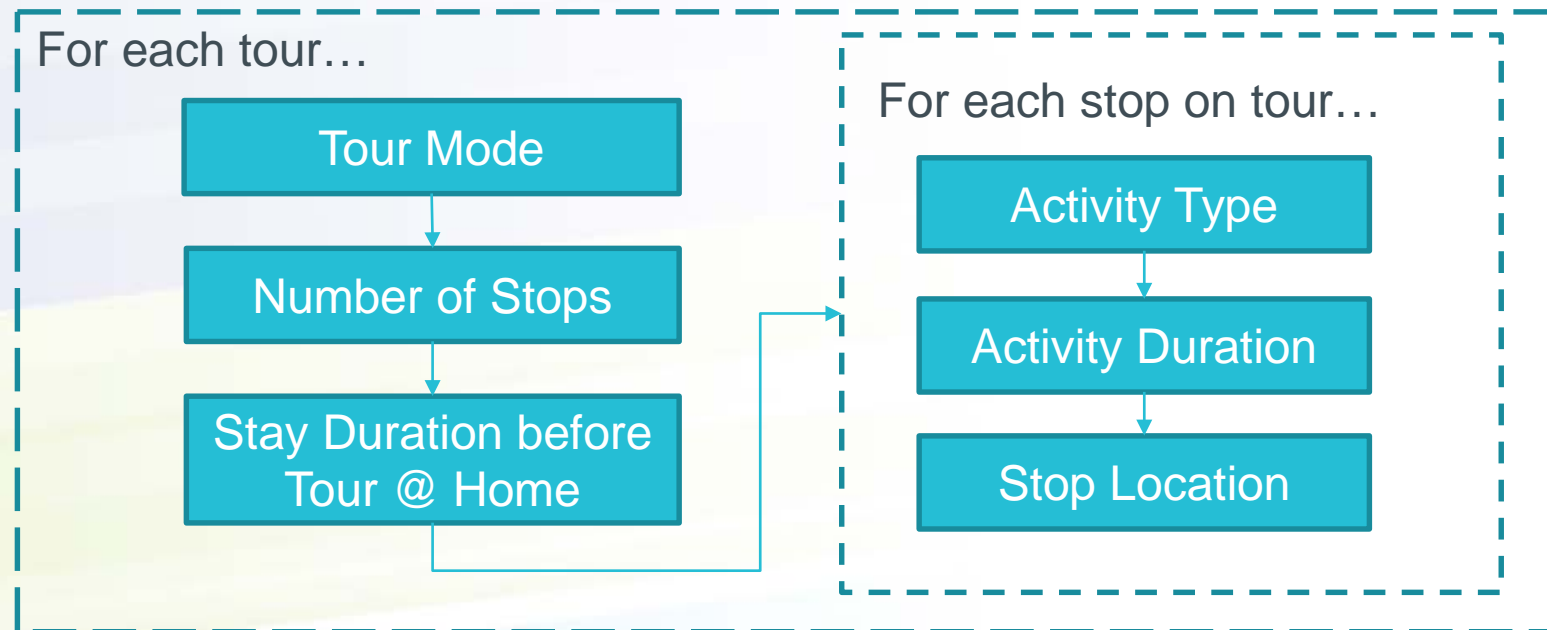 For each tour…
Tour Mode
Number of Stops
Stay Duration before
Tour @ Home
For each stop on tour…
Activity Type
Activity Duration
Stop Location